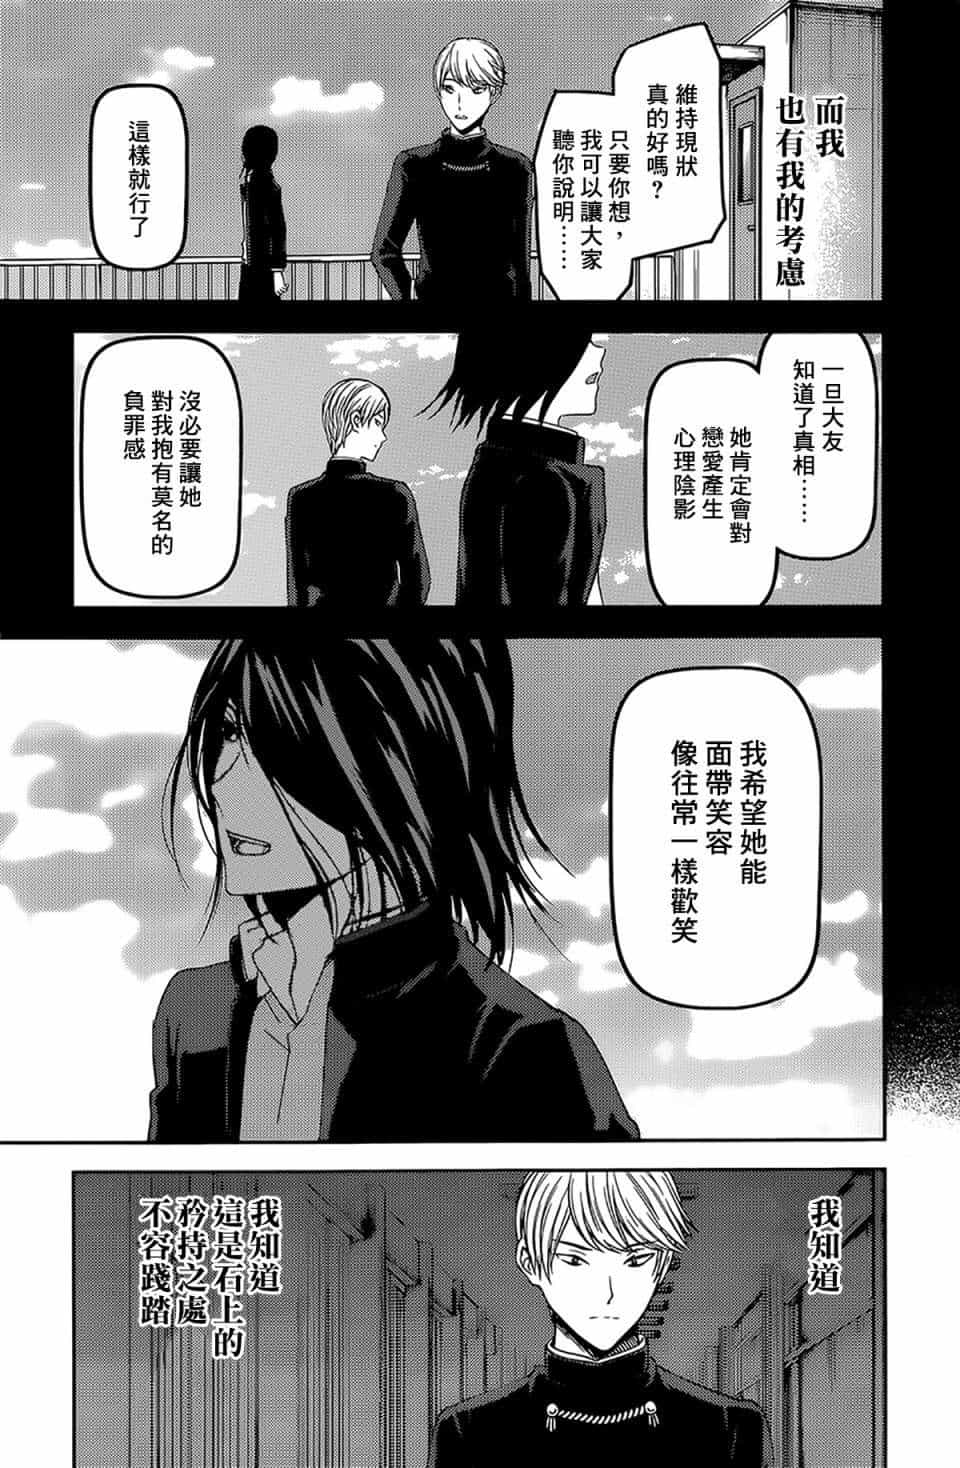 而我
也有我的考慮
維持現狀
真的好嗎？
只要你想，
我可以讓大家
聽你說明……
這樣就行了
一旦大友
知道了真相……
她肯定會對
戀愛產生
心理陰影
沒必要讓她
對我抱有莫名的
負罪感
我希望她能
面帶笑容
像往常一樣歡笑
我知道
我知道
這是石上的
矜持之處
不容踐踏